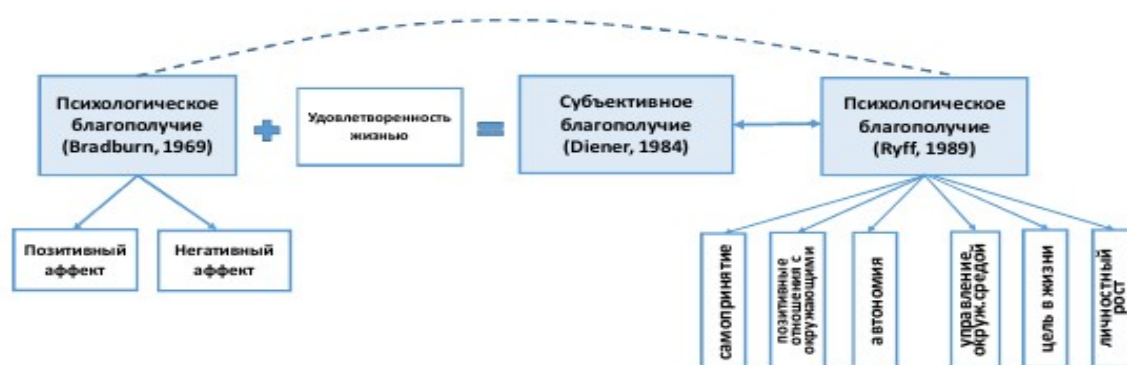 Психологическое
благополучие
(Bradburn, 1969)
Удовлетворенность
жизнью
Субъективное
благополучие
(Diener, 1984)
Психологическое
благополучие
(Ryff, 1989)
Позитивный
аффект
Негативный
аффект
самопринятие
позитивные
отношения с
окружающими
автономия
управление
окруж.средой
цель в жизни
личностный
рост